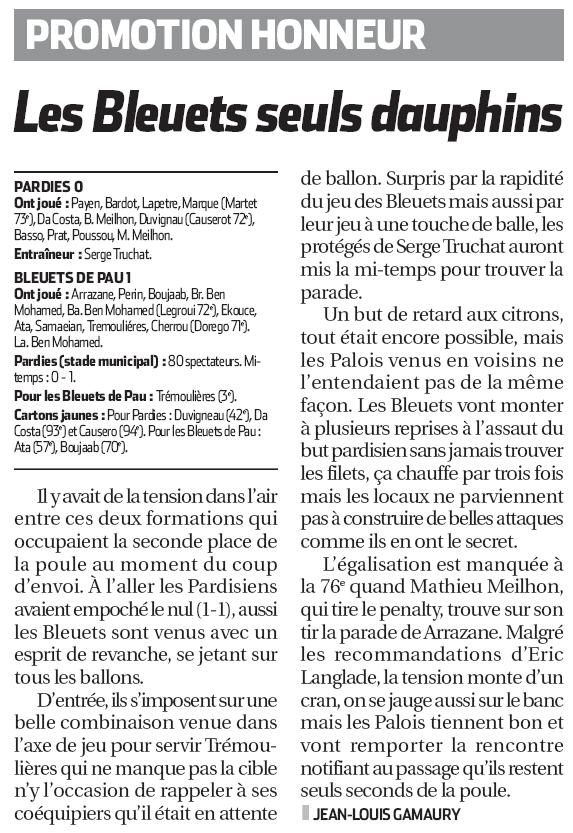 PROMOTION HONNEUR
Les Bleuets seuls dauphins
PARDIES 0
Ont joué : Payen, Bardot, Lapetre, Marque (Martet
73e), Da Costa, B. Meilhon, Duvignau (Causerot 72e),
Basso, Prat, Poussou, M. Meilhon.
Entraîneur : Serge Truchat.
BLEUETS DE PAU 1
Ont joué : Arrazane, Perin, Boujaab, Br. Ben
Mohamed, Ba. Ben Mohamed (Legroui 72e), Ekouce,
Ata, Samaeian, Tremouliéres, Cherrou (Dorego 71e).
La. Ben Mohamed.
Pardies (stade municipal) : 80 spectateurs. Mi-
temps : 0 - 1.
Pour les Bleuets de Pau : Trémoulières (3e).
Cartons jaunes : Pour Pardies : Duvigneau (42e), Da
Costa (93e) et Causero (94e). Pour les Bleuets de Pau :
Ata (57e), Boujaab (70e).
Il y avait de la tension dans l'air
entre ces deux formations qui
occupaient la seconde place de
la poule au moment du coup
d'envoi. À l'aller les Pardisiens
avaient empoché le nul (1-1), aussi
les Bleuets sont venus avec un
esprit de revanche, se jetant sur
tous les ballons.
D'entrée, ils s'imposent sur une
belle combinaison venue dans
l'axe de jeu pour servir Trémou-
lières qui ne manque pas la cible
n'y l'occasion de rappeler à ses
coéquipiers qu'il était en attente
de ballon. Surpris par la rapidité
du jeu des Bleuets mais aussi par
leur jeu à une touche de balle, les
protégés de Serge Truchat auront
mis la mi-temps pour trouver la
parade.
Un but de retard aux citrons,
tout était encore possible, mais
les Palois venus en voisins ne
l'entendaient pas de la même
façon. Les Bleuets vont monter
à plusieurs reprises à l'assaut du
but pardisien sans jamais trouver
les filets, ça chauffe par trois fois
mais les locaux ne parviennent
pas à construire de belles attaques
comme ils en ont le secret.
L'égalisation est manquée à
la 76e quand Mathieu Meilhon,
qui tire le penalty, trouve sur son
tir la parade de Arrazane. Malgré
les recommandations d'Eric
Langlade, la tension monte d'un
cran, on se jauge aussi sur le banc
mais les Palois tiennent bon et
vont remporter la rencontre
notifiant au passage qu'ils restent
seuls seconds de la poule.
JEAN-LOUIS GAMAURY